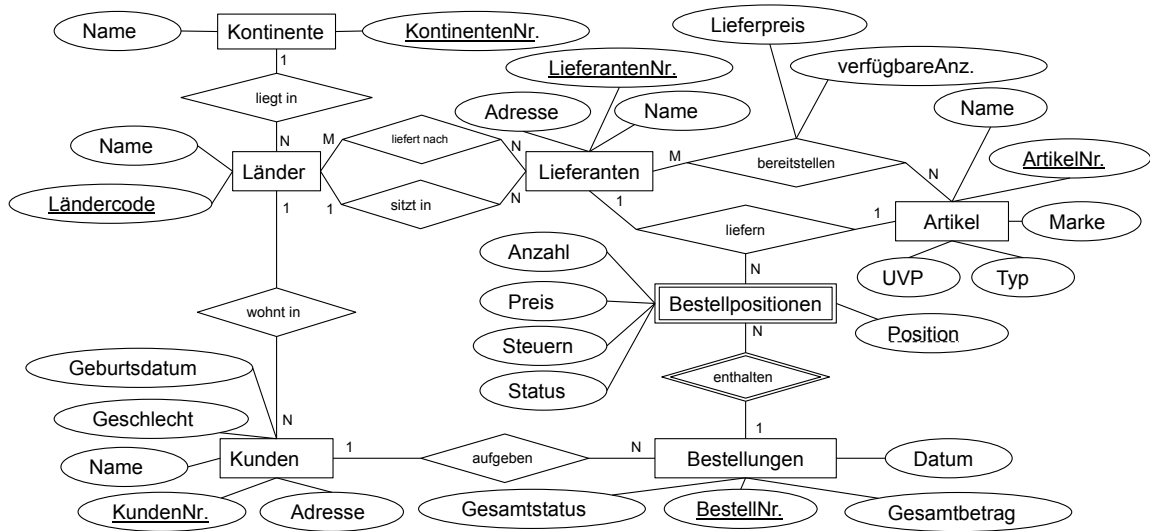 Lieferpreis
Name
Kontinente
KontinentenNr.
1
LieferantenNr.
verfügbareAnz.
liegt in
Adresse
Name
Name
N
M
liefert nach
N
M
bereitstellen
Name
ArtikelNr.
Länder
Lieferanten
N
Ländercode
1
1
sitzt in
N
1
liefern
1
Artikel
Marke
Anzahl
N
UVP
Typ
Preis
Bestellpositionen
wohnt in
N
Position
Steuern
Geburtsdatum
Status
enthalten
Geschlecht
N
1
Name
Kunden
1
aufgeben
N
Bestellungen
Datum
KundenNr.
Adresse
Gesamtstatus
BestellNr.
Gesamtbetrag